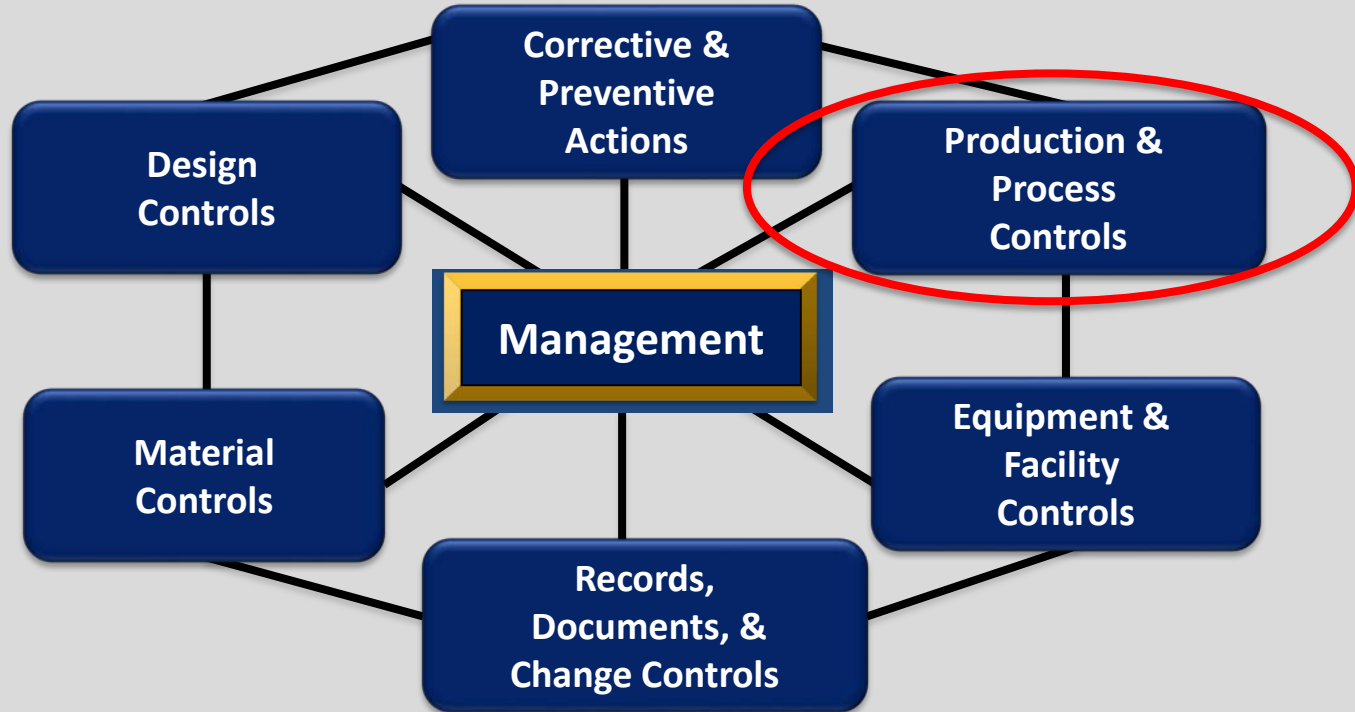 Corrective &
Preventive
Actions
Design
Controls
Production &
Process
Controls
Management
Material
Controls
Equipment &
Facility
Controls
Records,
Documents, &
Change Controls